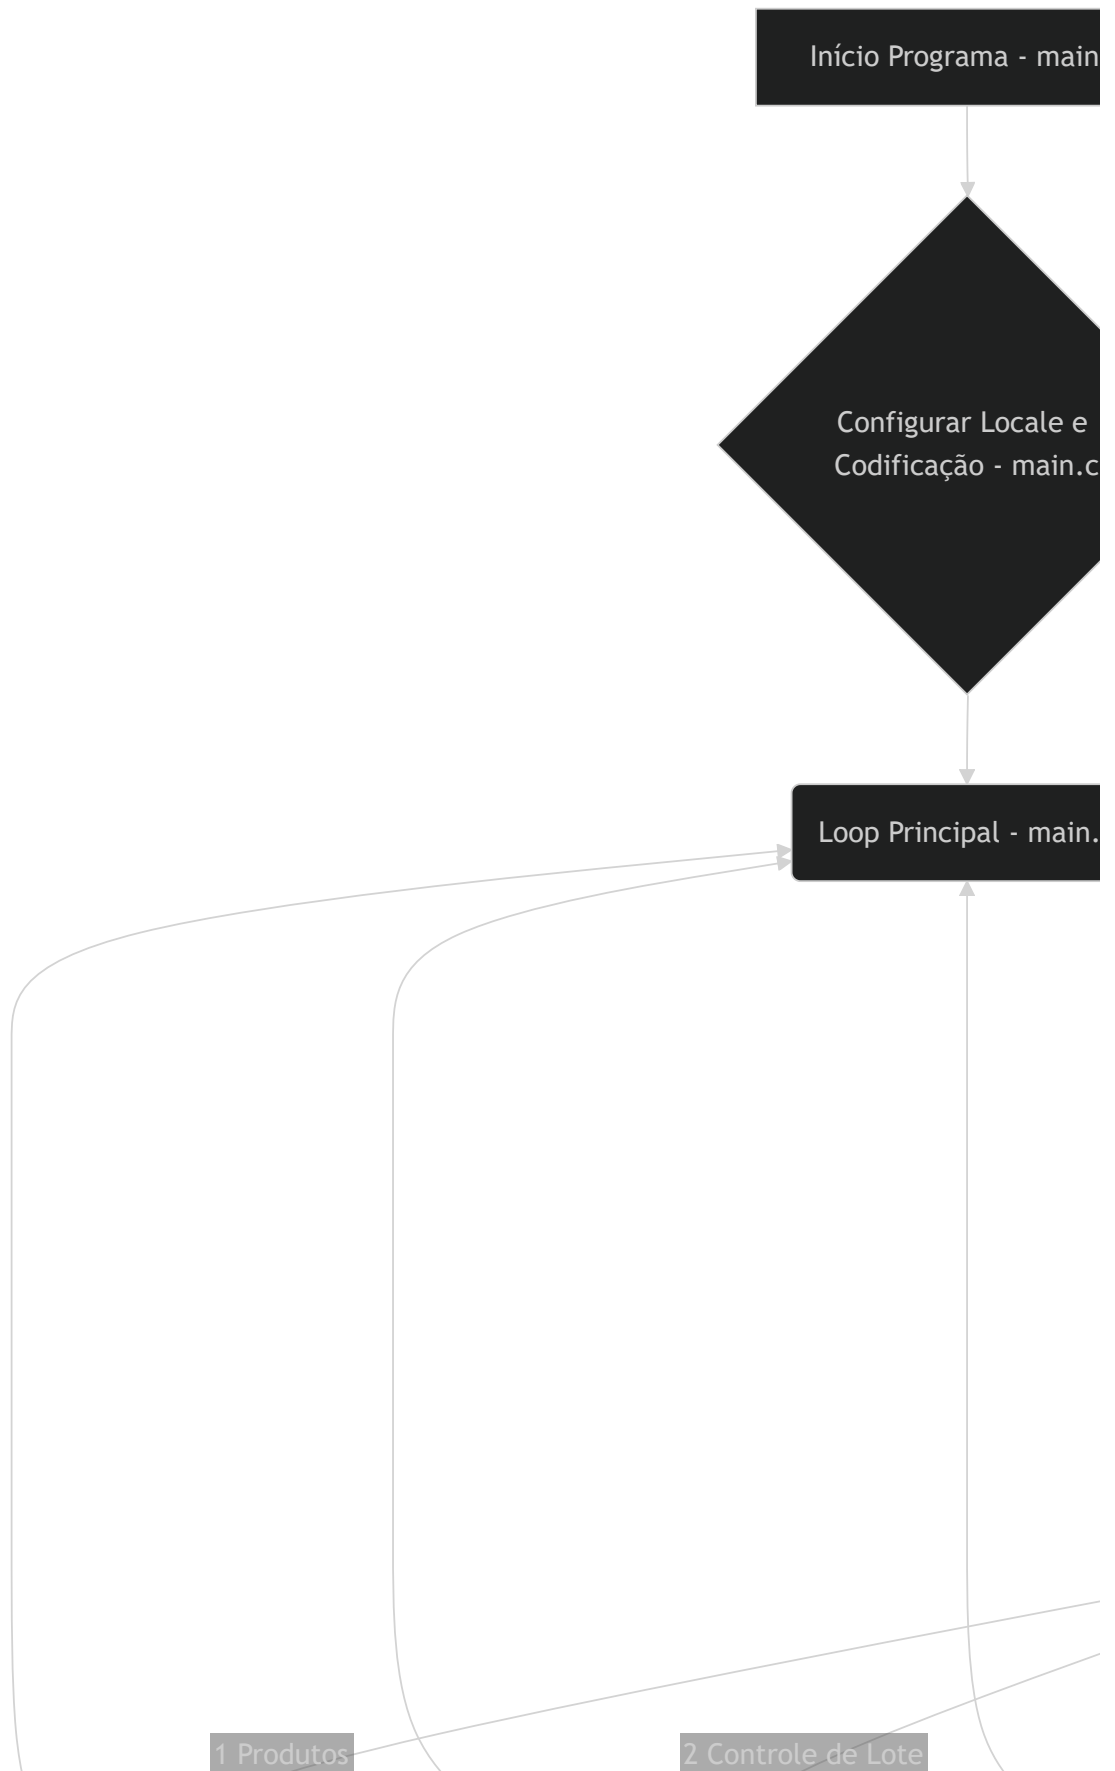 Início Programa - main
Configurar Locale e
Codificação - main.c
Loop Principal - main.
1 Produtos
2 Controle de Lote